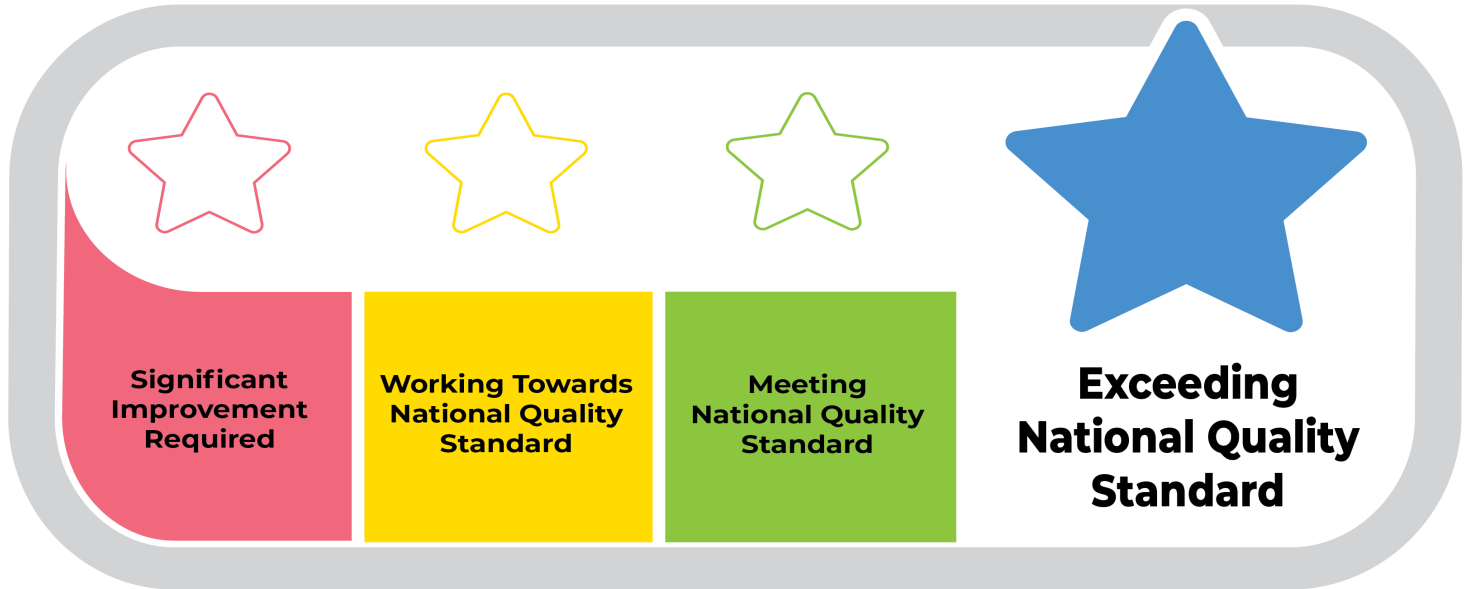 Significant
Improvement
Required
Working Towards
National Quality
Standard
Meeting
National Quality
Standard
Exceeding
National Quality
Standard